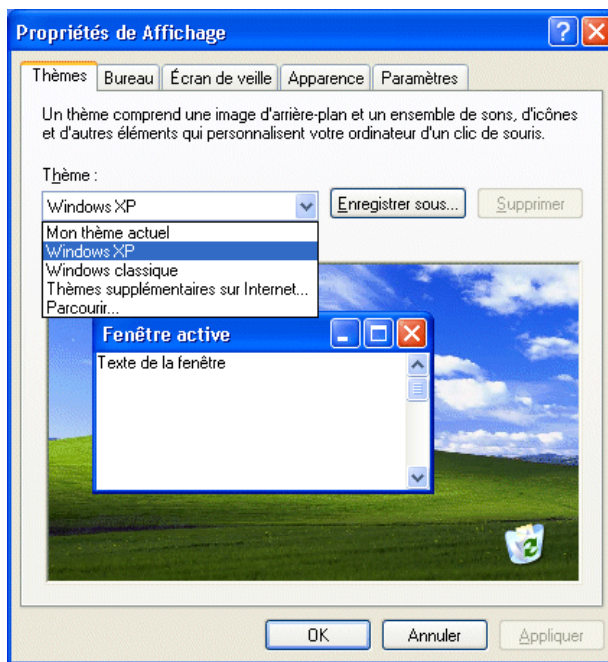 Propriétés de Affichage
Thèmes Bureau Écran de veille Apparence Paramètres
Un thème comprend une image d'arrière-plan et un ensemble de sons, d'icônes
et d'autres éléments qui personnalisent votre ordinateur d'un clic de souris.
Thème :
Windows XP Enregistrer sous... Supprimer
Mon thème actuel
Windows XP
Windows classique
Thèmes supplémentaires sur Internet...
Parcourir...
Fenêtre active
Texte de la fenêtre
OK Annuler Appliquer